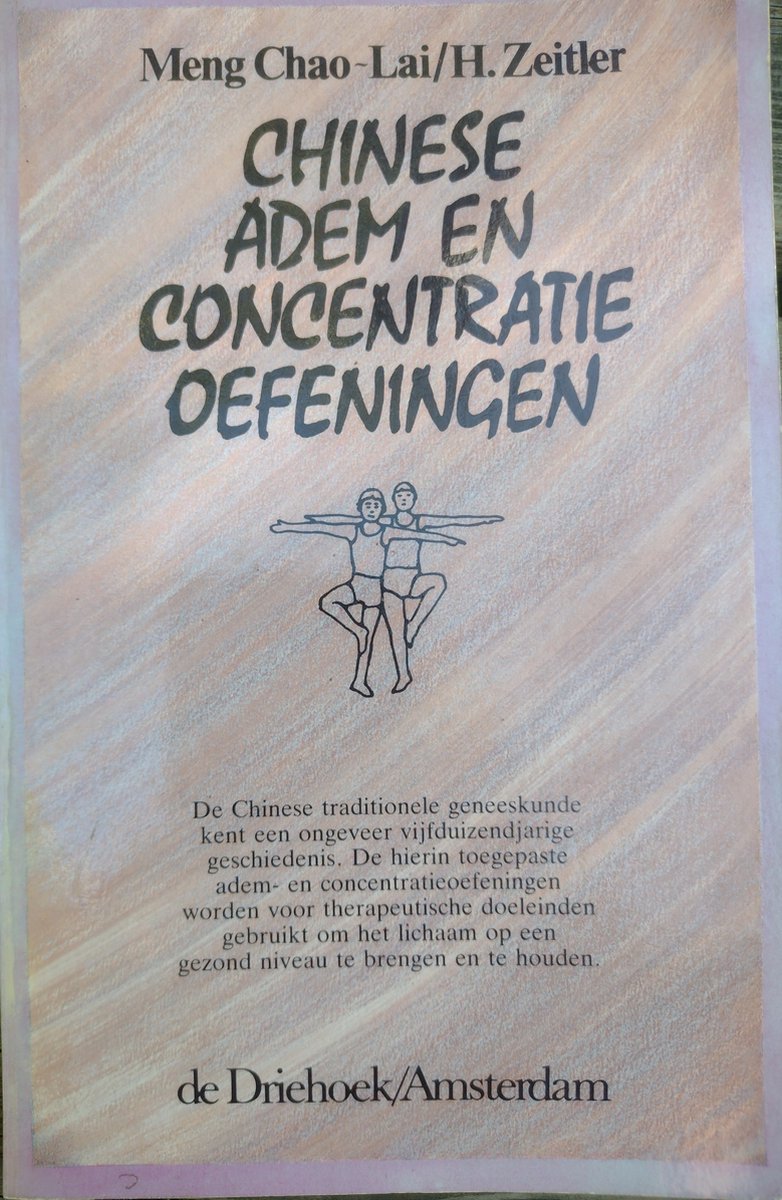 Meng Chao-Lai/H. Zeitler
CHINESE
ADEM EN
CONCENTRATIE
OEFENINGEN
De Chinese traditionele geneeskunde
kent een ongeveer vijfduizendjarige
geschiedenis. De hierin toegepaste
adem- en concentratieoefeningen
worden voor therapeutische doeleinden
gebruikt om het lichaam op een
gezond niveau te brengen en te houden.
de Driehoek/Amsterdam